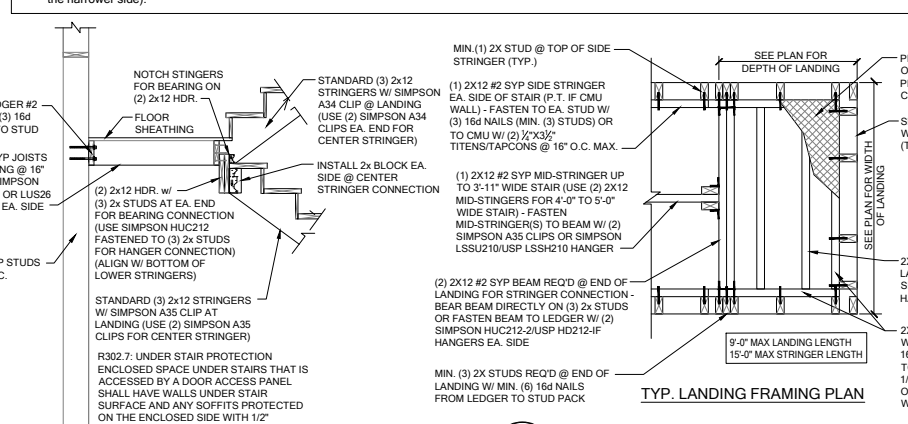 the narrower side).
NOTCH STINGERS
FOR BEARING ON
(2) 2x12 HDR.
FLOOR
SHEATHING
DGER #2
(3) 16d
TO STUD
YP JOISTS
NG @ 16"
IMPSON
OR LUS26
EA. SIDE
P STUDS
C.
(2) 2x12 HDR. w/
(3) 2x STUDS AT EA. END
FOR BEARING CONNECTION
(USE SIMPSON HUC212
FASTENED TO (3) 2x STUDS
FOR HANGER CONNECTION)
(ALIGN W/ BOTTOM OF
LOWER STRINGERS)
STANDARD (3) 2x12 STRINGERS
W/ SIMPSON A35 CLIP AT
LANDING (USE (2) SIMPSON A35
CLIPS FOR CENTER STRINGER)
R302.7: UNDER STAIR PROTECTION
ENCLOSED SPACE UNDER STAIRS THAT IS
ACCESSED BY A DOOR ACCESS PANEL
SHALL HAVE WALLS UNDER STAIR
SURFACE AND ANY SOFFITS PROTECTED
ON THE ENCLOSED SIDE WITH 1/2"
STANDARD (3) 2x12
STRINGERS W/ SIMPSON
A34 CLIP @ LANDING
(USE (2) SIMPSON A34
CLIPS EA. END FOR
CENTER STRINGER)
INSTALL 2x BLOCK EA.
SIDE @ CENTER
STRINGER CONNECTION
MIN.(1) 2X STUD @ TOP OF SIDE
STRINGER (TYP.)
(1) 2X12 #2 SYP SIDE STRINGER
EA. SIDE OF STAIR (P.T. IF CMU
WALL) - FASTEN TO EA. STUD W/
(3) 16d NAILS (MIN. (3) STUDS) OR
TO CMU W/ (2) ¼"X3½"
TITENS/TAPCONS @ 16" O.C. MAX.
(1) 2X12 #2 SYP MID-STRINGER UP
TO 3'-11" WIDE STAIR (USE (2) 2X12
MID-STINGERS FOR 4'-0" TO 5'-0"
WIDE STAIR) - FASTEN
MID-STRINGER(S) TO BEAM W/ (2)
SIMPSON A35 CLIPS OR SIMPSON
LSSU210/USP LSSH210 HANGER
(2) 2X12 #2 SYP BEAM REQ'D @ END OF
LANDING FOR STRINGER CONNECTION -
BEAR BEAM DIRECTLY ON (3) 2x STUDS
OR FASTEN BEAM TO LEDGER W/ (2)
SIMPSON HUC212-2/USP HD212-IF
HANGERS EA. SIDE
MIN. (3) 2X STUDS REQ'D @ END OF
LANDING W/ MIN. (6) 16d NAILS
FROM LEDGER TO STUD PACK
SEE PLAN FOR
DEPTH OF LANDING
SEE PLAN FOR WIDTH
OF LANDING
9'-0" MAX LANDING LENGTH
15'-0" MAX STRINGER LENGTH
TYP. LANDING FRAMING PLAN